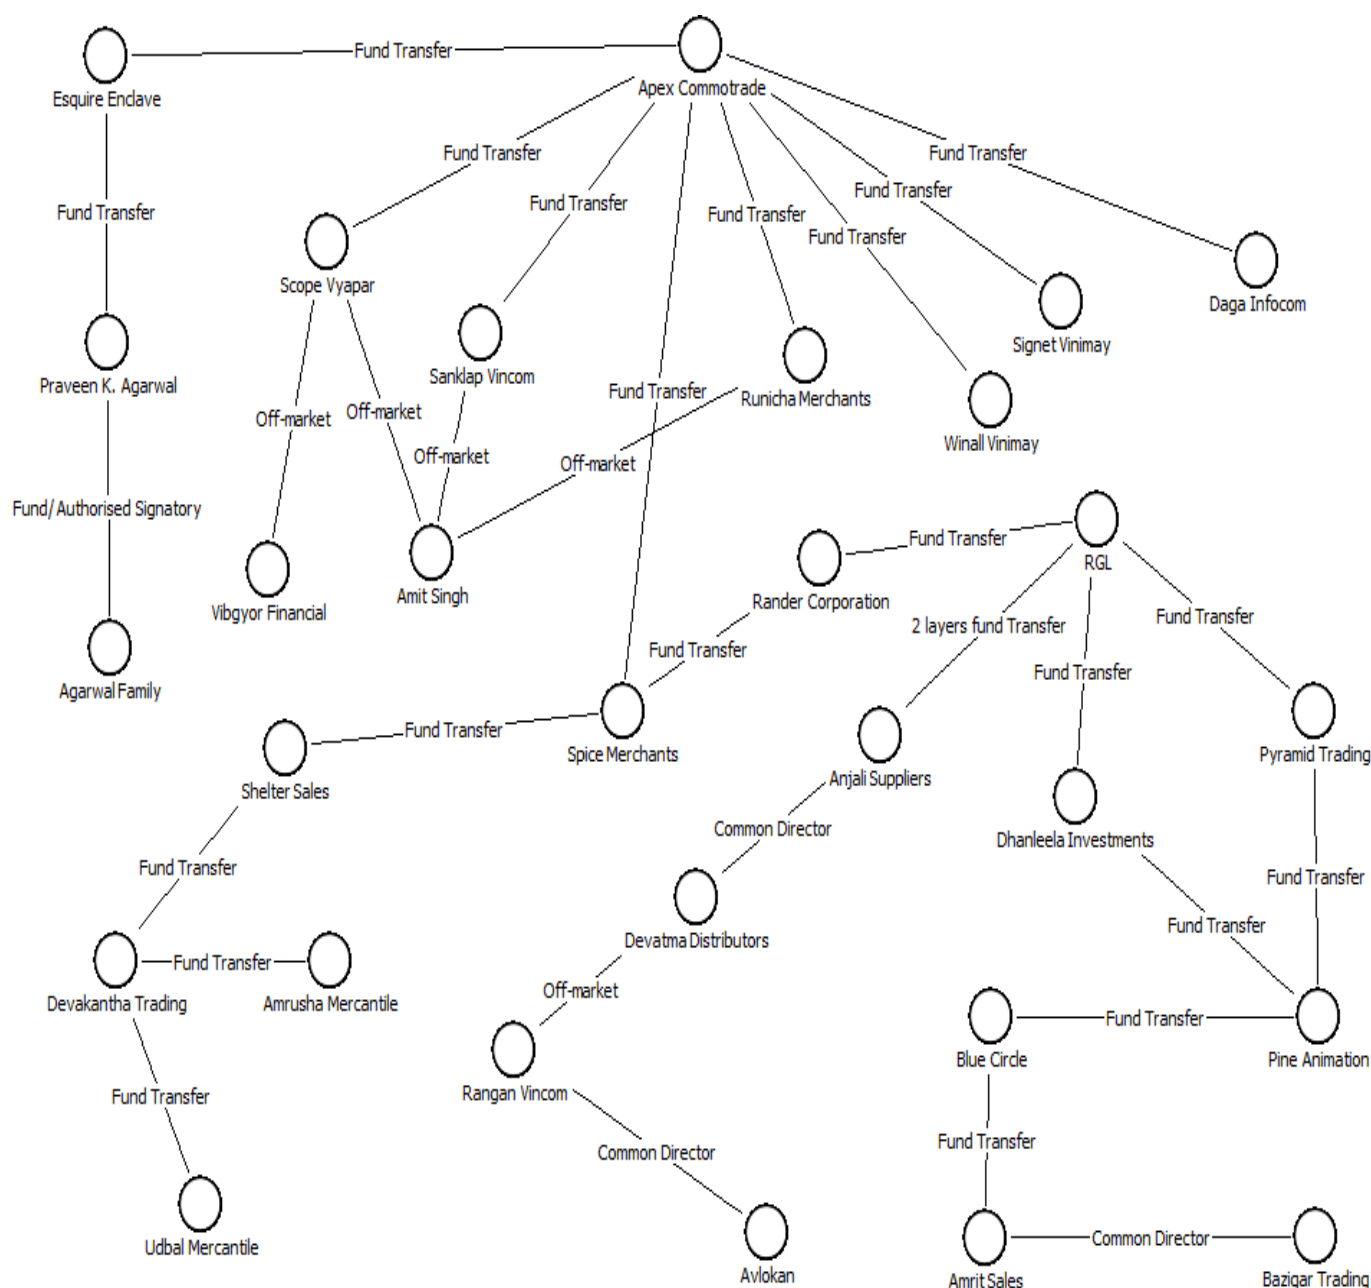 Fund Transfer
Esquire Enclave
Apex Commotrade
Fund Transfer
Fund Transfer
Fund Transfer
Fund Transfer
Fund Transfer
Fund Transfer
Fund Transfer
Fund Transfer
Scope Vyapar
Daga Infocom
Signet Vinimay
Praveen K. Agarwal
Sanklap Vincom
Fund Transfer
Runicha Merchants
Off-market
Off-market
Winall Vinimay
Off-market
Off-market
Fund/Authorised Signatory
Fund Transfer
RGL
Vibgyor Financial
Amit Singh
Rander Corporation
2 layers fund Transfer
Fund Transfer
Fund Transfer
Fund Transfer
Agarwal Family
Fund Transfer
Spice Merchants
Pyramid Trading
Shelter Sales
Anjali Suppliers
Common Director
Dhanleela Investments
Fund Transfer
Fund Transfer
Fund Transfer
Devatma Distributors
Fund Transfer
Off-market
Devakantha Trading
Amrusha Mercantile
Fund Transfer
Blue Circle
Pine Animation
Rangan Vincom
Fund Transfer
Fund Transfer
Common Director
Common Director
Udbal Mercantile
Avlokan
Amrit Sales
Bazigar Trading